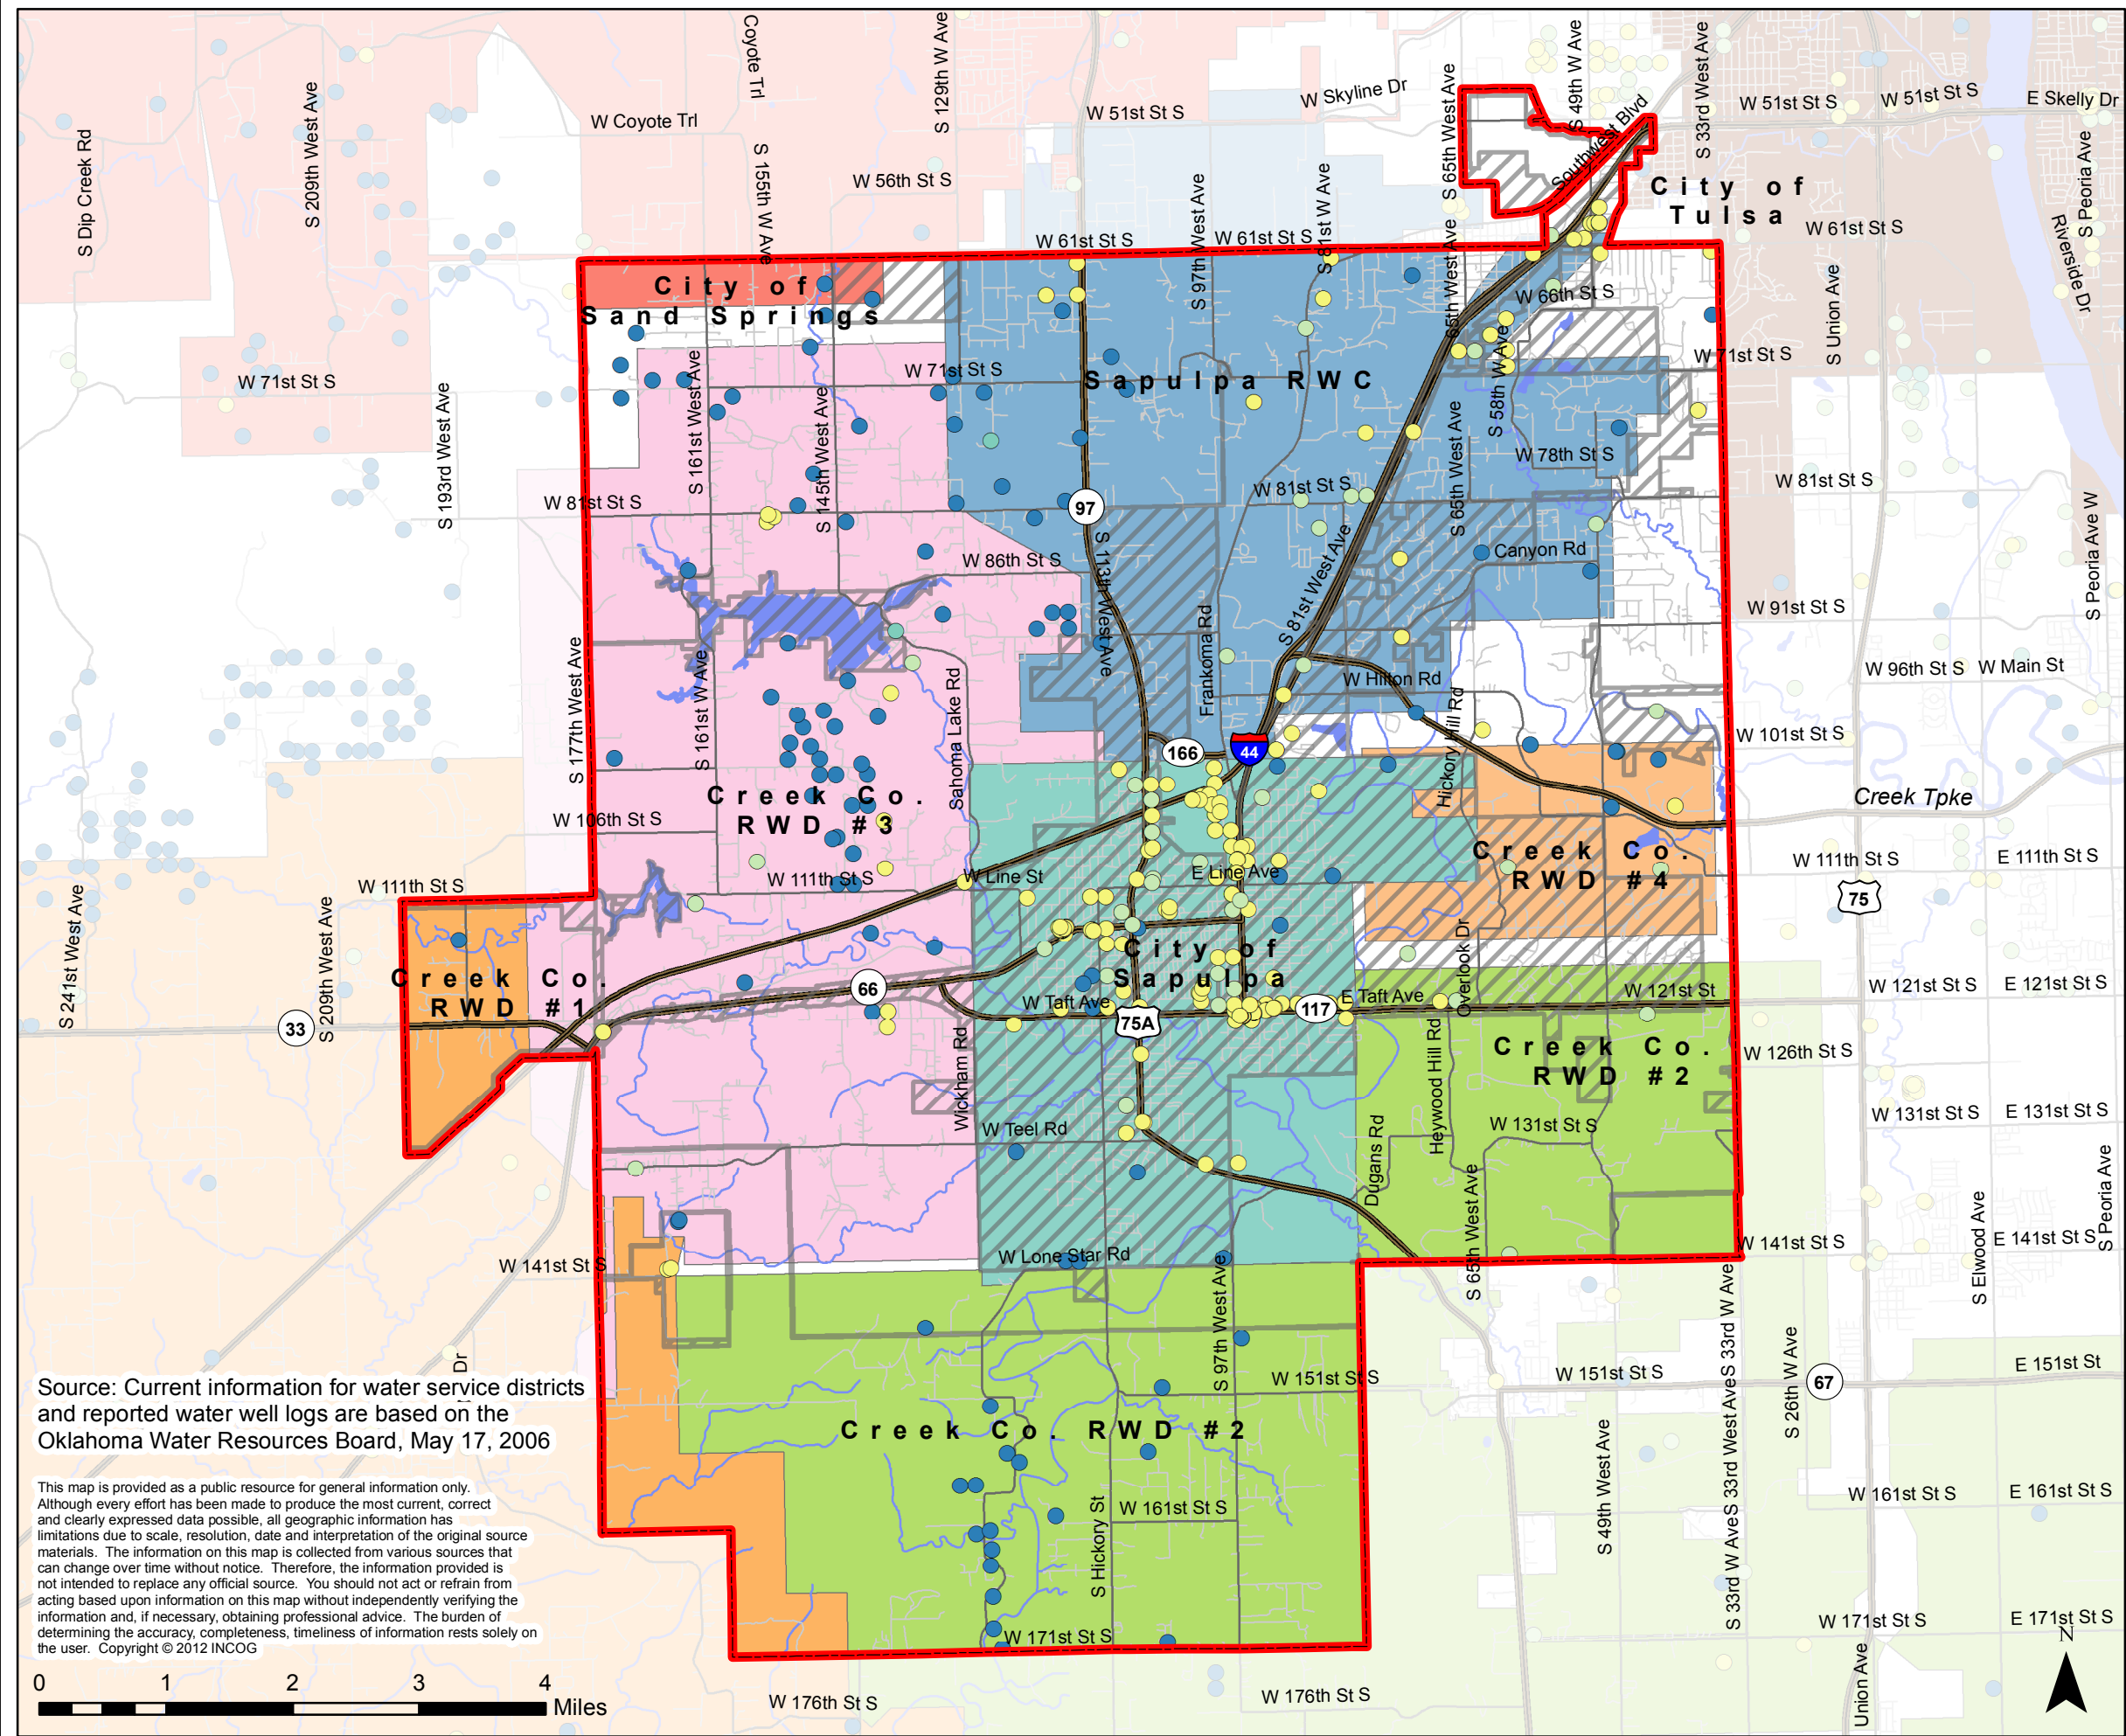 S Dip Creek Rd
S 209th West Ave
Coyote Trl
W Coyote Trl
S 155th W Ave
S 129th W Ave
W 51st St S
W Skyline Dr
W 56th St S
S 65th West Ave
S 49th W Ave
Southwest Blvd
S 33rd West Ave
W 51st St S
W 51st St S
E Skelly Dr
S Peoria Ave
City of
Tulsa
W 61st St S
Riverside Dr
S Union Ave
W 61st St S
W 61st St S
S 97th West Ave
S 81st W Ave
65th West Ave S
City of
Sand Springs
W 66th St S
W 71st St S
W 71st St S
W 71st St S
Sapulpa RWC
S 193rd West Ave
S 161st West Ave
S 145th West Ave
S 58th W Ave
S 65th West Ave
W 78th St S
W 81st St S
W 81st St S
W 81st St S
97
S Peoria Ave W
W 86th St S
S 113th West Ave
S 81st West Ave
Canyon Rd
W 91st St S
S 177th West Ave
S 161st W Ave
Sahoma Lake Rd
Frankoma Rd
W Hilton Rd
Hickory Hill Rd
W 96th St S
W Main St
W 101st St S
166
44
Creek Co.
RWD #3
W 106th St S
Creek Tpke
Creek Co.
RWD #4
W 111th St S
E 111th St S
W 111th St S
W 111th St S
W Line St
E Line Ave
75
S 241st West Ave
S 209th West Ave
Creek Co.
RWD #1
33
66
City of
Sapulpa
W Taft Ave
75A
117
E Taft Ave
Overlook Dr
W 121st St
W 121st St S
E 121st St S
Wickham Rd
Creek Co.
RWD #2
W 126th St S
Heywood Hill Rd
W Teel Rd
W 131st St S
W 131st St S
E 131st St S
Dugans Rd
S 65th West Ave
S Elwood Ave
S Peoria Ave
W 141st St S
W Lone Star Rd
W 141st St S
E 141st St S
S 97th West Ave
S 33rd W Ave
S 33rd West Ave
S 26th W Ave
Dr
W 151st St S
W 151st St S
67
E 151st St
Creek Co. RWD #2
Source: Current information for water service districts
and reported water well logs are based on the
Oklahoma Water Resources Board, May 17, 2006
This map is provided as a public resource for general information only.
Although every effort has been made to produce the most current, correct
and clearly expressed data possible, all geographic information has
limitations due to scale, resolution, date and interpretation of the original source
materials. The information on this map is collected from various sources that
can change over time without notice. Therefore, the information provided is
not intended to replace any official source. You should not act or refrain from
acting based upon information on this map without independently verifying the
information and, if necessary, obtaining professional advice. The burden of
determining the accuracy, completeness, timeliness of information rests solely on
the user. Copyright © 2012 INCOG
S Hickory St
W 161st St S
S 49th West Ave
S 33rd W Ave
S 33rd West Ave
W 161st St S
E 161st St S
W 171st St S
W 171st St S
E 171st St S
N
0 1 2 3 4
Miles
W 176th St S
W 176th St S
Union Ave